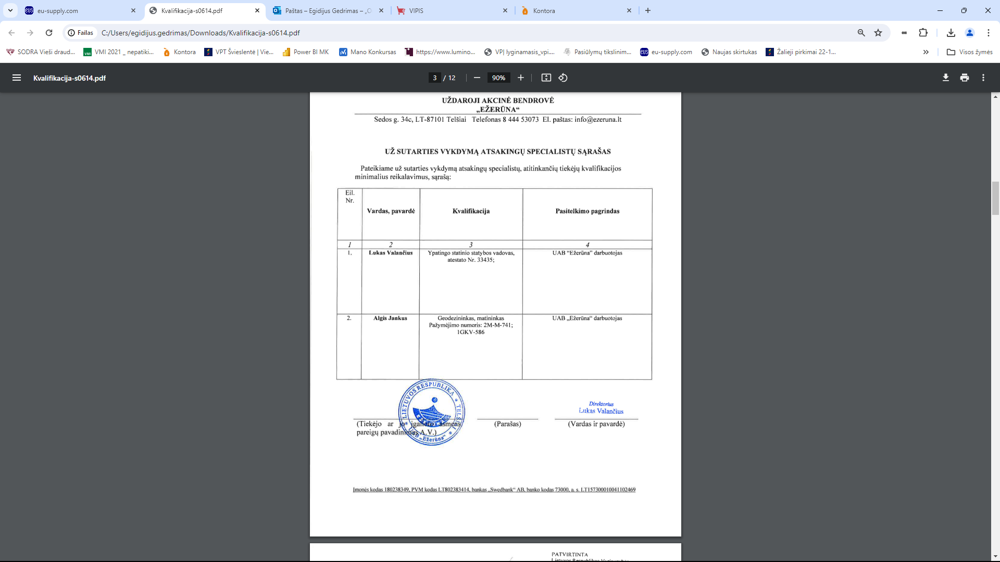 eu-supply.com
Kvalifikacija-s0614.pdf
Paštas – Egidijus Gedrimas – „O
VIPIS
Kontora
Failas
C:/Users/egidijus.gedrimas/Downloads/Kvalifikacija-s0614.pdf
SODRA Vieši draud...
VMI 2021 _ nepatiki...
Kontora
VPT Švieslentė | Vie...
Power BI MK
Mano Konkursas
https://www.lumino...
VPĮ lyginamasis_vpi....
Pasiūlymų tikslinim...
eu-supply.com
Naujas skirtukas
Žalieji pirkimai 22-1...
Visos žymės
Kvalifikacija-s0614.pdf
3 / 12
90%
UŽDAROJI AKCINĖ BENDROVĖ
„EŽERŪNA“
Sedos g. 34c, LT-87101 Telšiai Telefonas 8 444 53073 El. paštas: info@ezeruna.lt
UŽ SUTARTIES VYKDYMĄ ATSAKINGŲ SPECIALISTŲ SĄRAŠAS
Pateikiame už sutarties vykdymą atsakingų specialistų, atitinkančių tiekėjų kvalifikacijos
minimalius reikalavimus, sąrašą:
Eil.
Nr.
Vardas, pavardė
Kvalifikacija
Pasitelkimo pagrindas
1
2
3
4
1.
Lukas Valančius
Ypatingo statinio statybos vadovas,
atestato Nr. 33435;
UAB “Ežerūna” darbuotojas
2.
Algis Jankus
Geodezininkas, matininkas
Pažymėjimo numeris: 2M-M-741;
1GKV-586
UAB „Ežerūna“ darbuotojas
LIETUVOS RESPUBLIKA * TELŠIAI * UAB „Ežerūna“ *
Direktorius
Lukas Valančius
(Tiekėjo ar jo įgalioto asmens
pareigų pavadinimas A.V.)
(Parašas)
(Vardas ir pavardė)
Įmonės kodas 180238349, PVM kodas LT802383414, bankas „Swedbank“ AB, banko kodas 73000, a. s. LT157300010041102469
PATVIRTINTA
Lietuvos Respublikos Vyriausybės